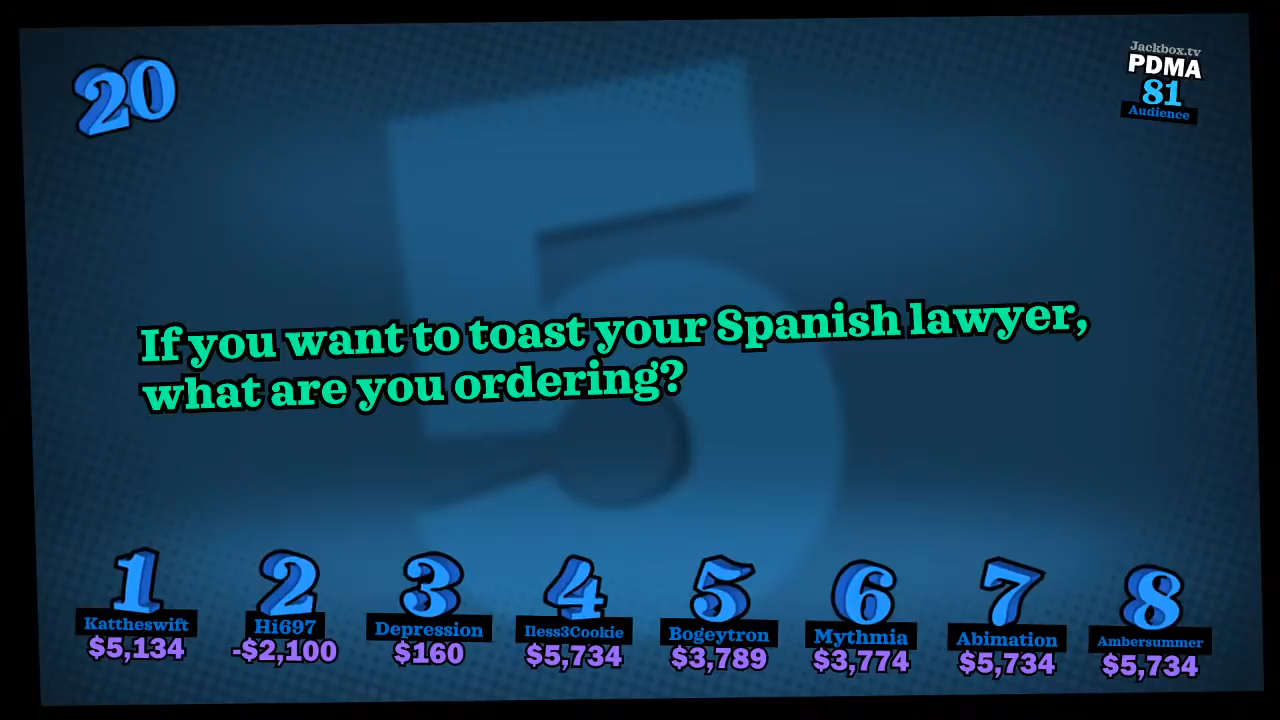 20
Jackbox.tv
PDMA
81
Audience
If you want to toast your Spanish lawyer,
what are you ordering?
1 2 3 4 5 6 7 8
Kattheswift Hi697 Depression Iless3Cookie Bogeytron Mythmia Abimation Ambersummer
$5,134 -$2,100 $160 $5,734 $3,789 $3,774 $5,734 $5,734